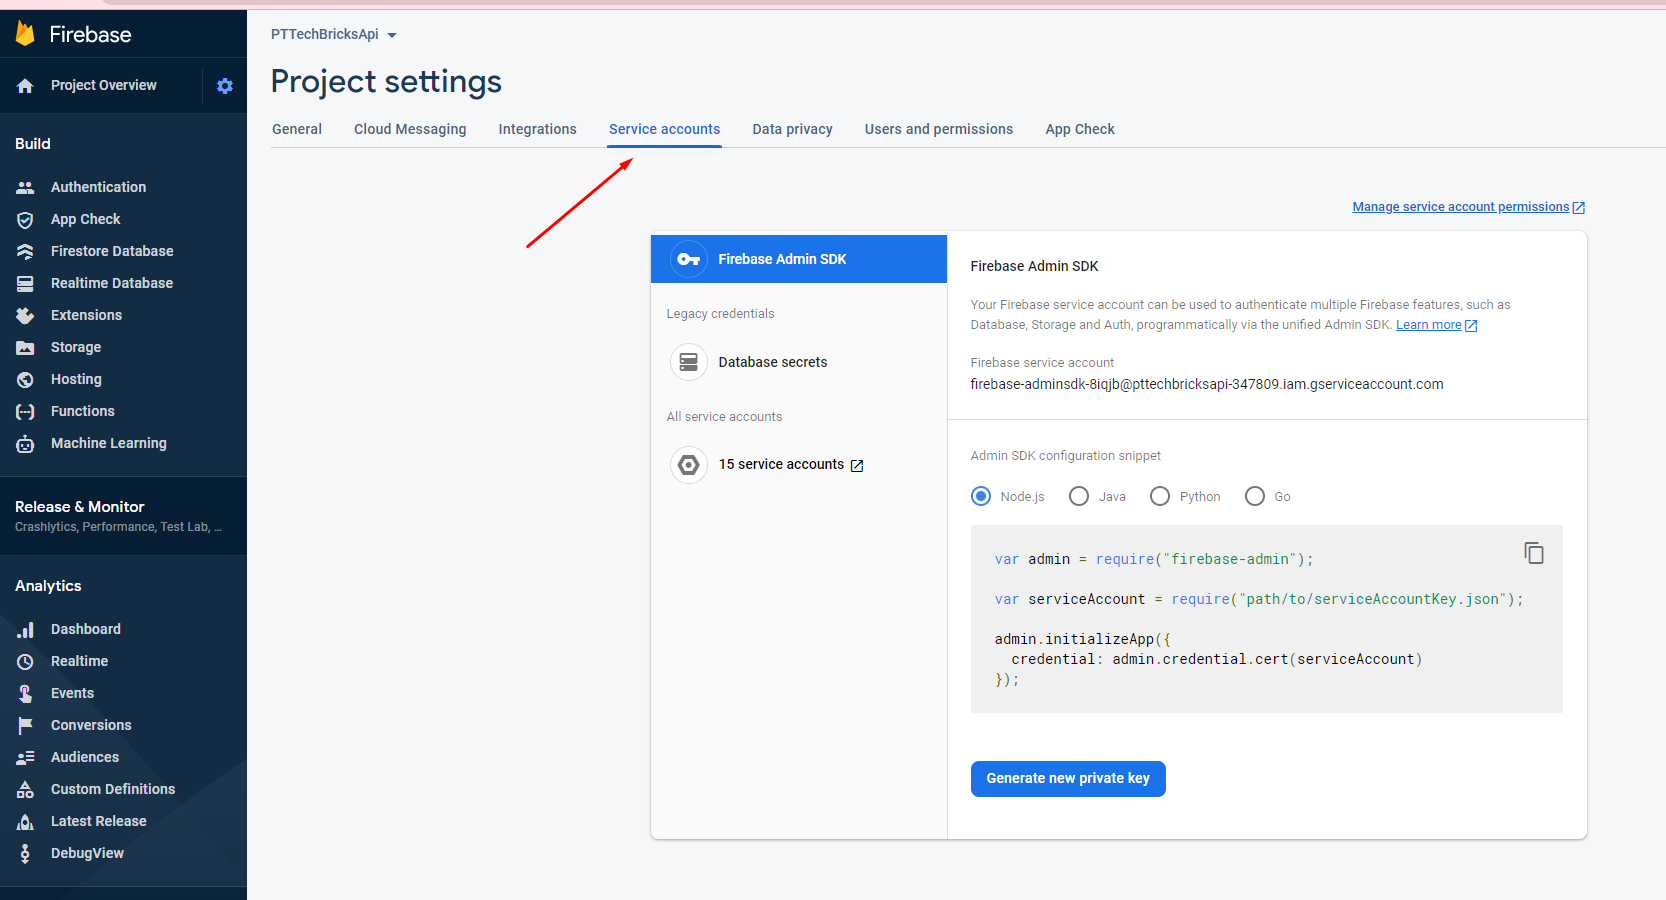 Firebase
Project Overview
Build
Authentication
App Check
Firestore Database
Realtime Database
Extensions
Storage
Hosting
Functions
Machine Learning
Release & Monitor
Crashlytics, Performance, Test Lab, ...
Analytics
Dashboard
Realtime
Events
Conversions
Audiences
Custom Definitions
Latest Release
DebugView
PTTechBricksApi
Project settings
General Cloud Messaging Integrations Service accounts Data privacy Users and permissions App Check
Manage service account permissions
Firebase Admin SDK
Legacy credentials
Database secrets
All service accounts
15 service accounts
Firebase Admin SDK
Your Firebase service account can be used to authenticate multiple Firebase features, such as
Database, Storage and Auth, programmatically via the unified Admin SDK. Learn more
Firebase service account
firebase-adminsdk-8iqjb@pttechbricksapi-347809.iam.gserviceaccount.com
Admin SDK configuration snippet
Node.js Java Python Go
var admin = require("firebase-admin");
var serviceAccount = require("path/to/serviceAccountKey.json");
admin.initializeApp({
credential: admin.credential.cert(serviceAccount)
});
Generate new private key